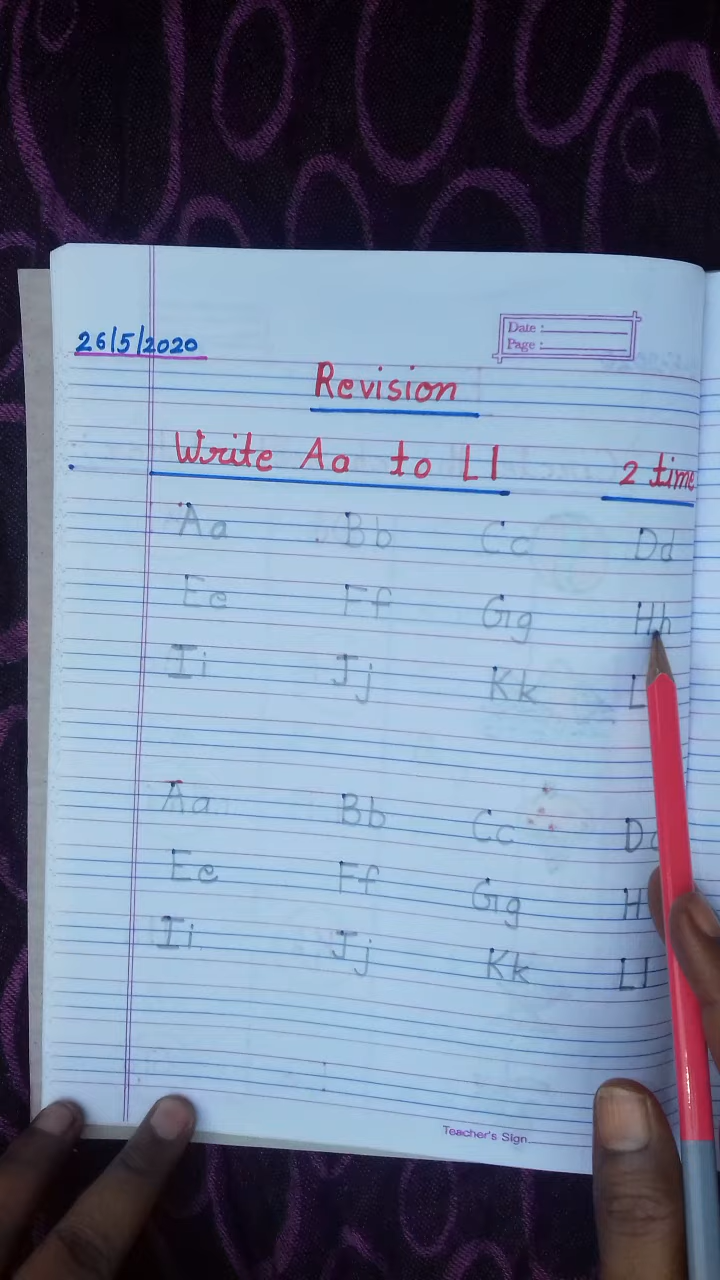 26/5/2020
Date :
Page :
Revision
Write Aa to Ll 2 time
Aa Bb Cc Dd
Ee Ff Gg Hh
Ii Jj Kk L
Aa Bb Cc Dd
Ee Ff Gg H
Ii Jj Kk Ll
Teacher's Sign